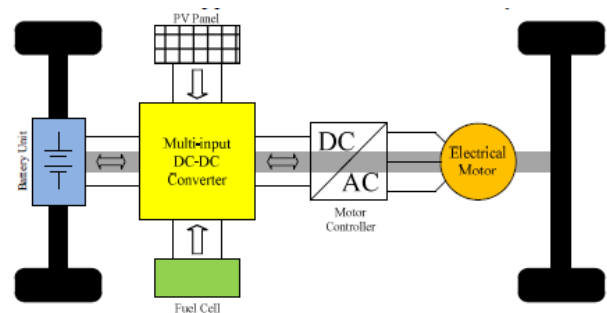 PV Panel
Battery Unit
Multi-input
DC-DC
Converter
DC
AC
Electrical
Motor
Motor
Controller
Fuel Cell